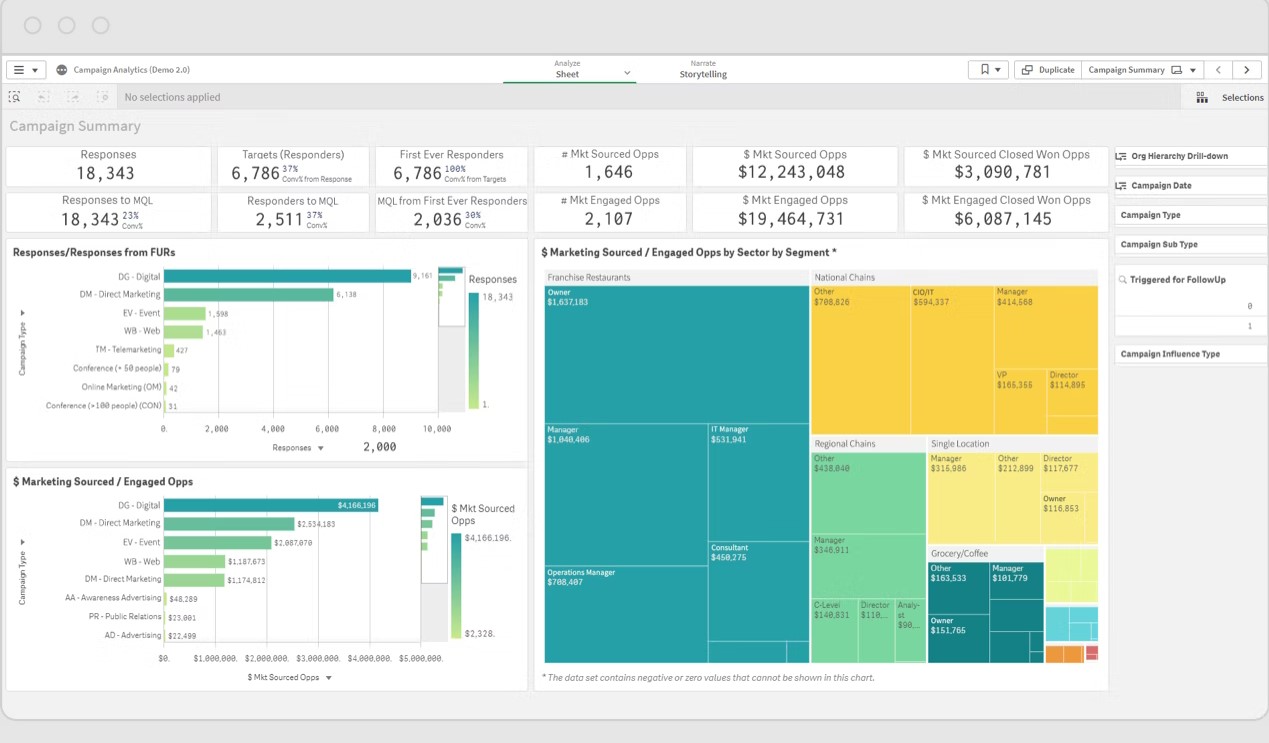 Campaign Analytics (Demo 2.0)
Analyze
Sheet
Narrate
Storytelling
Duplicate
Campaign Summary
No selections applied
Selections
Campaign Summary
Responses
18,343
Targets (Responders)
6,786 37% Conv% from Response
First Ever Responders
6,786 100% Conv% from Targets
# Mkt Sourced Opps
1,646
$ Mkt Sourced Opps
$12,243,048
$ Mkt Sourced Closed Won Opps
$3,090,781
Responses to MQL
18,343 23% Conv%
Responders to MQL
2,511 37% Conv%
MQL from First Ever Responders
2,036 30% Conv%
# Mkt Engaged Opps
2,107
$ Mkt Engaged Opps
$19,464,731
$ Mkt Engaged Closed Won Opps
$6,087,145
Org Hierarchy Drill-down
Campaign Date
Campaign Type
Campaign Sub Type
Triggered for FollowUp
0
1
Campaign Influence Type
Responses/Responses from FURs
Campaign Type
DG - Digital 9,161
DM - Direct Marketing 6,138
EV - Event 1,598
WB - Web 1,463
TM - Telemarketing 427
Conference (+ 50 people) 79
Online Marketing (OM) 42
Conference (>100 people) (CON) 31
0. 2,000 4,000 6,000 8,000 10,000
Responses 2,000
Responses
18,343
1.
$ Marketing Sourced / Engaged Opps
Campaign Type
DG - Digital $4,166,196
DM - Direct Marketing $2,534,183
EV - Event $2,087,070
WB - Web $1,187,673
DM - Direct Marketing $1,174,812
AA - Awareness Advertising $48,289
PR - Public Relations $23,001
AD - Advertising $22,499
$0. $1,000,000. $2,000,000. $3,000,000. $4,000,000. $5,000,000.
$ Mkt Sourced Opps
$ Mkt Sourced
Opps
$4,166,196.
$2,328.
$ Marketing Sourced / Engaged Opps by Sector by Segment *
Franchise Restaurants
Owner
$1,637,183
Manager
$1,040,406
Operations Manager
$708,407
IT Manager
$531,941
Consultant
$450,275
National Chains
Other
$708,826
CIO/IT
$594,337
Manager
$414,568
VP
$165,355
Director
$114,895
Regional Chains
Other
$438,040
Manager
$346,911
C-Level
$140,831
Director
$110,...
Analy-
st
$90,...
Single Location
Manager
$315,986
Other
$212,899
Director
$117,677
Owner
$116,853
Grocery/Coffee
Other
$163,533
Manager
$101,779
Owner
$151,765
* The data set contains negative or zero values that cannot be shown in this chart.